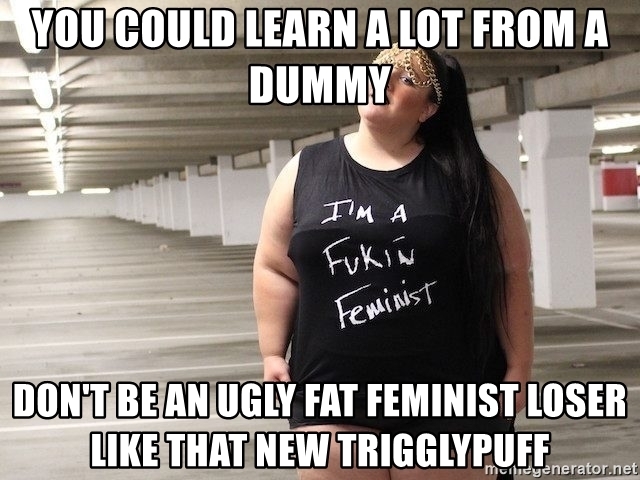 YOU COULD LEARN A LOT FROM A
DUMMY
I'M A
FUKIN
Feminist
DON'T BE AN UGLY FAT FEMINIST LOSER
LIKE THAT NEW TRIGGLYPUFF
memegenerator.net